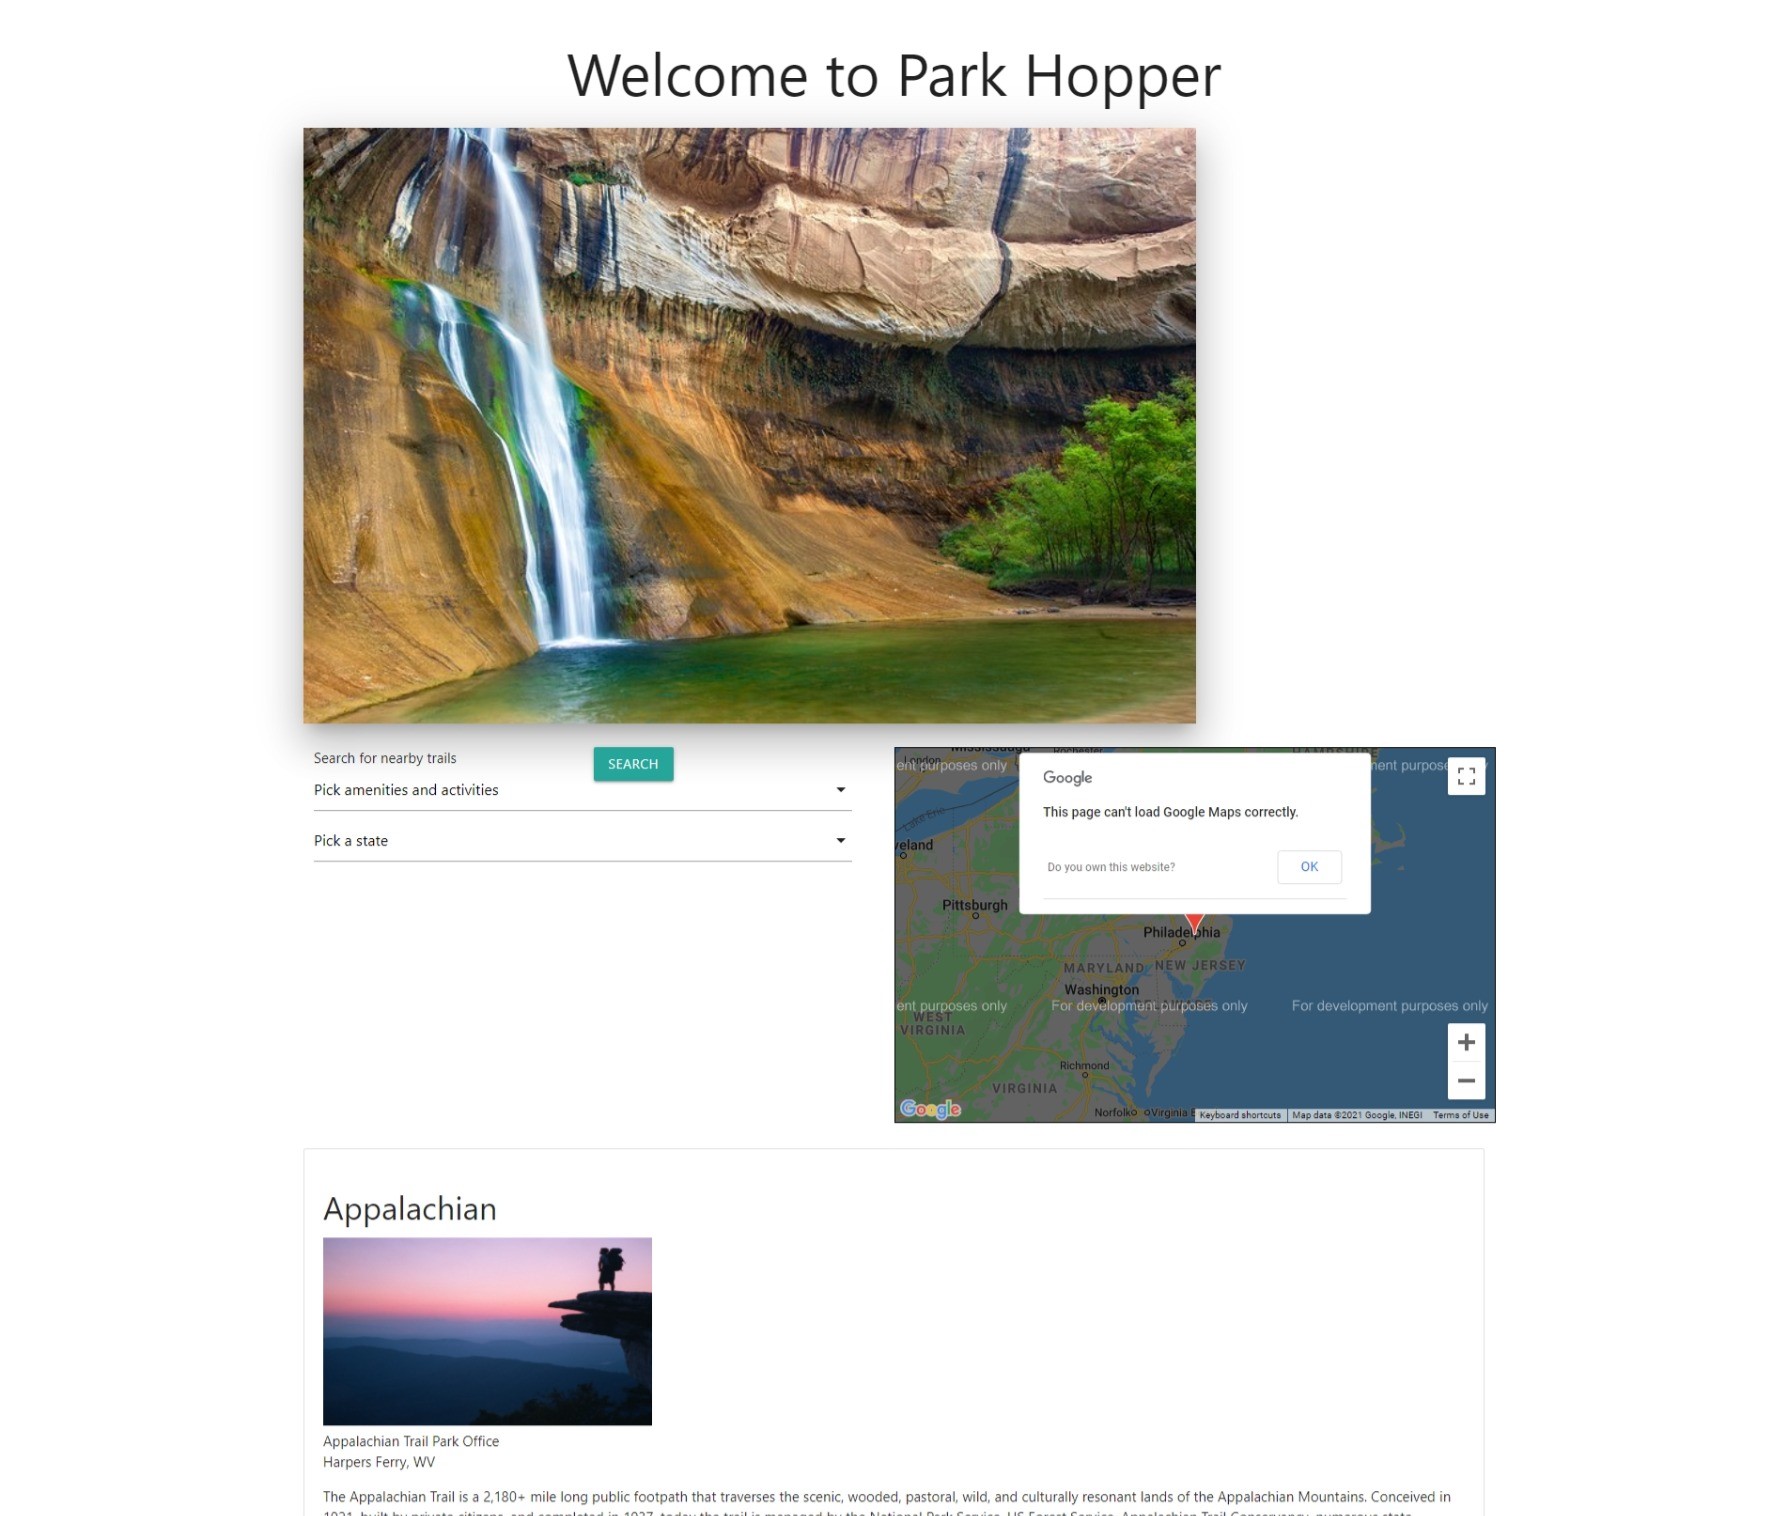 Welcome to Park Hopper
Search for nearby trails
SEARCH
Pick amenities and activities
Pick a state
London
Rochester
HAMPSHIRE
ent purposes only
ment purpose
Google
This page can't load Google Maps correctly.
Do you own this website?
OK
Lake Erie
veland
Pittsburgh
Philadelphia
MARYLAND
NEW JERSEY
Washington
ent purposes only
For development purposes only
For development purposes only
WEST
VIRGINIA
Richmond
VIRGINIA
Google
Norfolk
Virginia B
Keyboard shortcuts
Map data ©2021 Google, INEGI
Terms of Use
Appalachian
Appalachian Trail Park Office
Harpers Ferry, WV
The Appalachian Trail is a 2,180+ mile long public footpath that traverses the scenic, wooded, pastoral, wild, and culturally resonant lands of the Appalachian Mountains. Conceived in